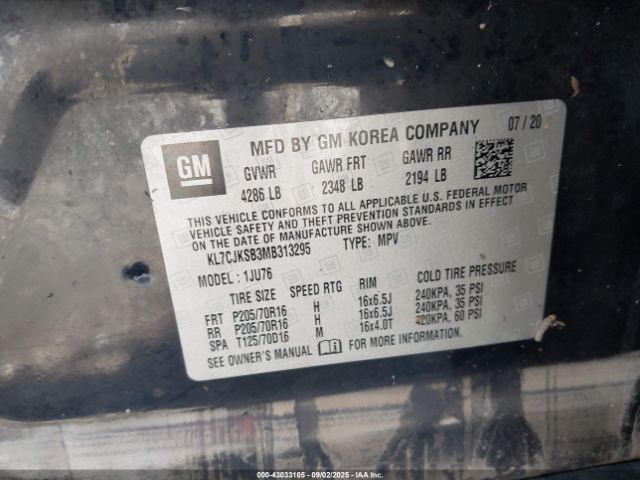 GM
MFD BY GM KOREA COMPANY 07/20
GVWR GAWR FRT GAWR RR
4286 LB 2348 LB 2194 LB
THIS VEHICLE CONFORMS TO ALL APPLICABLE U.S. FEDERAL MOTOR
VEHICLE SAFETY AND THEFT PREVENTION STANDARDS IN EFFECT
ON THE DATE OF MANUFACTURE SHOWN ABOVE.
KL7CJKSB3MB313295 TYPE: MPV
MODEL: 1JU76
TIRE SIZE SPEED RTG RIM COLD TIRE PRESSURE
FRT P205/70R16 H 16x6.5J 240KPA, 35 PSI
RR P205/70R16 H 16x6.5J 240KPA, 35 PSI
SPA T125/70D16 M 16x4.0T 420KPA, 60 PSI
SEE OWNER'S MANUAL FOR MORE INFORMATION
000-43033105 - 09/02/2025 - IAAI.COM